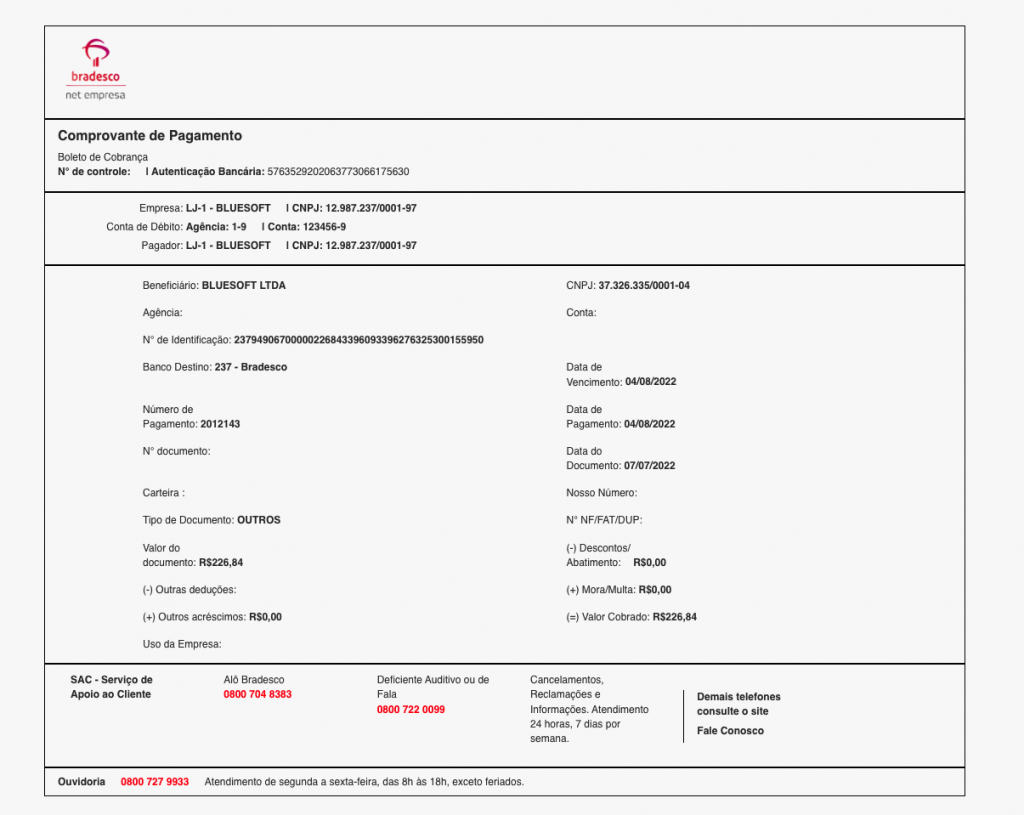 bradesco
net empresa
Comprovante de Pagamento
Boleto de Cobrança
N° de controle: | Autenticação Bancária: 5763529202063773066175630
Empresa: LJ-1 - BLUESOFT | CNPJ: 12.987.237/0001-97
Conta de Débito: Agência: 1-9 | Conta: 123456-9
Pagador: LJ-1 - BLUESOFT | CNPJ: 12.987.237/0001-97
Beneficiário: BLUESOFT LTDA CNPJ: 37.326.335/0001-04
Agência: Conta:
N° de Identificação: 23794906700000226843396093396276325300155950
Banco Destino: 237 - Bradesco
Data de
Vencimento: 04/08/2022
Número de
Pagamento: 2012143
Data de
Pagamento: 04/08/2022
N° documento:
Data do
Documento: 07/07/2022
Carteira : Nosso Número:
Tipo de Documento: OUTROS N° NF/FAT/DUP:
Valor do
documento: R$226,84
(-) Descontos/
Abatimento: R$0,00
(-) Outras deduções: (+) Mora/Multa: R$0,00
(+) Outros acréscimos: R$0,00 (=) Valor Cobrado: R$226,84
Uso da Empresa:
SAC - Serviço de
Apoio ao Cliente
Alô Bradesco
0800 704 8383
Deficiente Auditivo ou de
Fala
0800 722 0099
Cancelamentos,
Reclamações e
Informações. Atendimento
24 horas, 7 dias por
semana.
Demais telefones
consulte o site
Fale Conosco
Ouvidoria 0800 727 9933 Atendimento de segunda a sexta-feira, das 8h às 18h, exceto feriados.